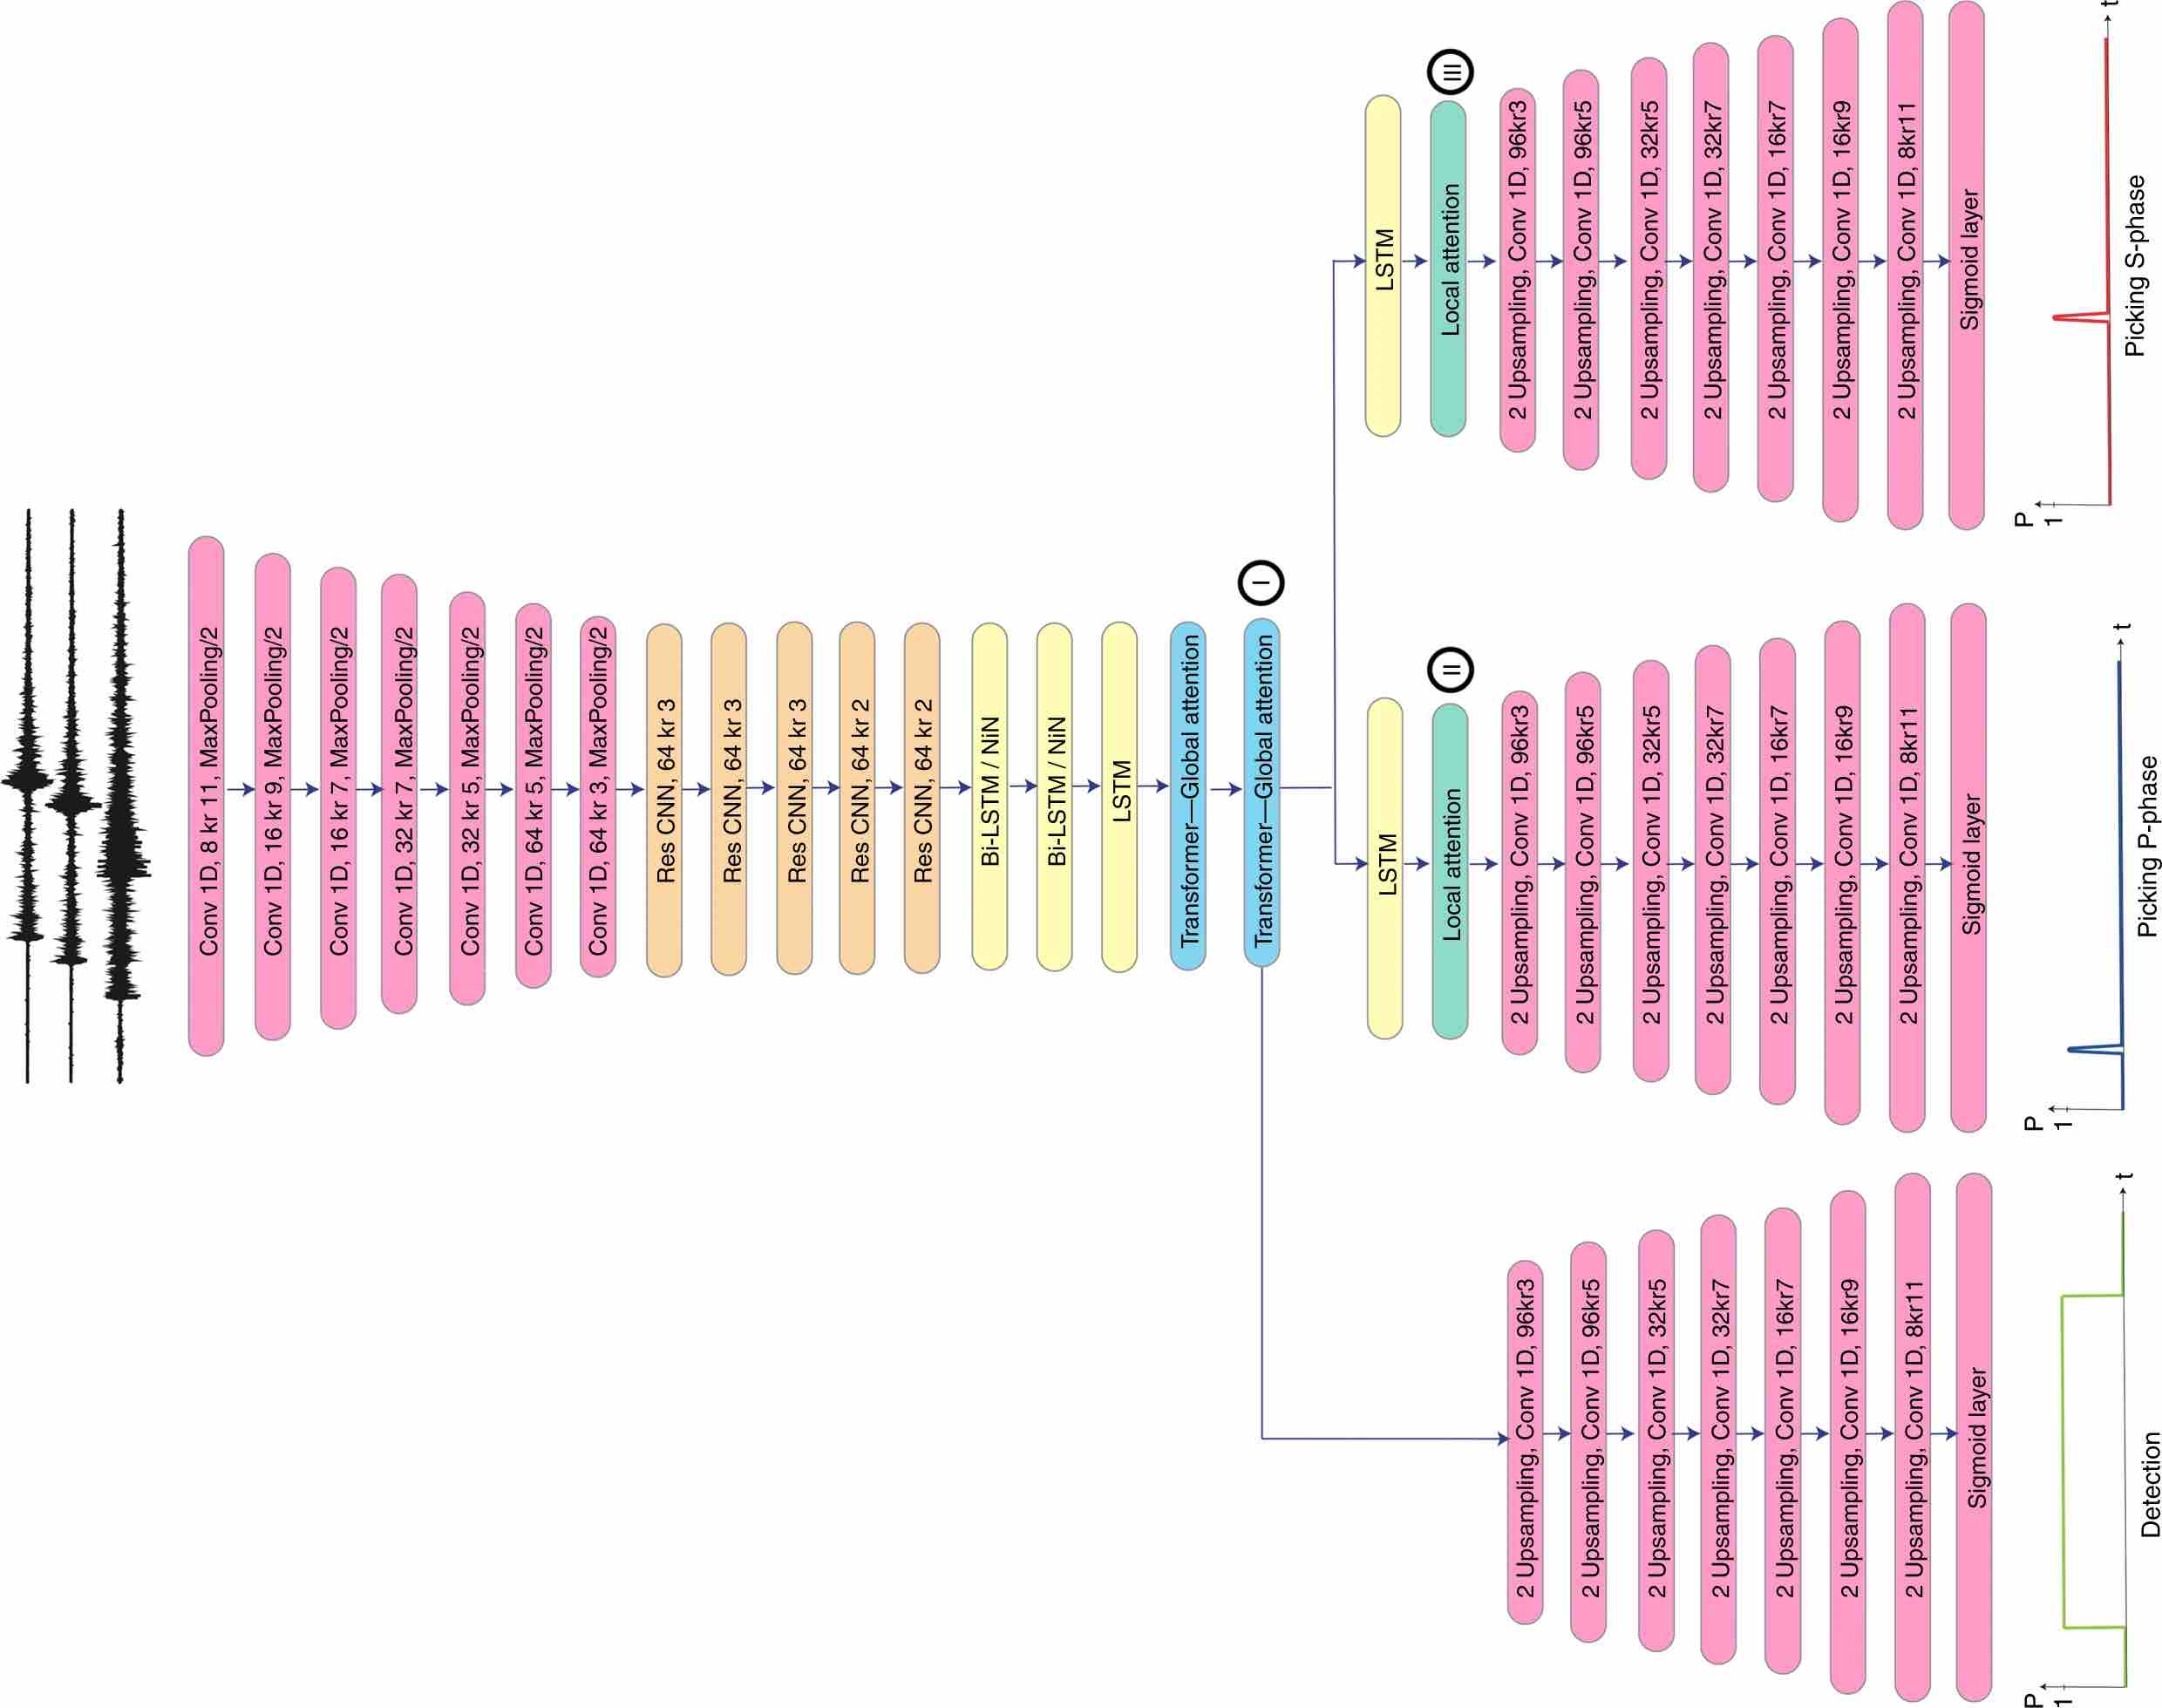 Conv 1D, 8 kr 11, MaxPooling/2
Conv 1D, 16 kr 9, MaxPooling/2
Conv 1D, 16 kr 7, MaxPooling/2
Conv 1D, 32 kr 7, MaxPooling/2
Conv 1D, 32 kr 5, MaxPooling/2
Conv 1D, 64 kr 5, MaxPooling/2
Conv 1D, 64 kr 3, MaxPooling/2
Res CNN, 64 kr 3
Res CNN, 64 kr 3
Res CNN, 64 kr 3
Res CNN, 64 kr 2
Res CNN, 64 kr 2
Bi-LSTM / NiN
Bi-LSTM / NiN
LSTM
Transformer—Global attention
Transformer—Global attention
I
2 Upsampling, Conv 1D, 96kr3
2 Upsampling, Conv 1D, 96kr5
2 Upsampling, Conv 1D, 32kr5
2 Upsampling, Conv 1D, 32kr7
2 Upsampling, Conv 1D, 16kr7
2 Upsampling, Conv 1D, 16kr9
2 Upsampling, Conv 1D, 8kr11
Sigmoid layer
P
1
t
Detection
LSTM
Local attention
II
2 Upsampling, Conv 1D, 96kr3
2 Upsampling, Conv 1D, 96kr5
2 Upsampling, Conv 1D, 32kr5
2 Upsampling, Conv 1D, 32kr7
2 Upsampling, Conv 1D, 16kr7
2 Upsampling, Conv 1D, 16kr9
2 Upsampling, Conv 1D, 8kr11
Sigmoid layer
P
1
t
Picking P-phase
LSTM
Local attention
III
2 Upsampling, Conv 1D, 96kr3
2 Upsampling, Conv 1D, 96kr5
2 Upsampling, Conv 1D, 32kr5
2 Upsampling, Conv 1D, 32kr7
2 Upsampling, Conv 1D, 16kr7
2 Upsampling, Conv 1D, 16kr9
2 Upsampling, Conv 1D, 8kr11
Sigmoid layer
P
1
t
Picking S-phase